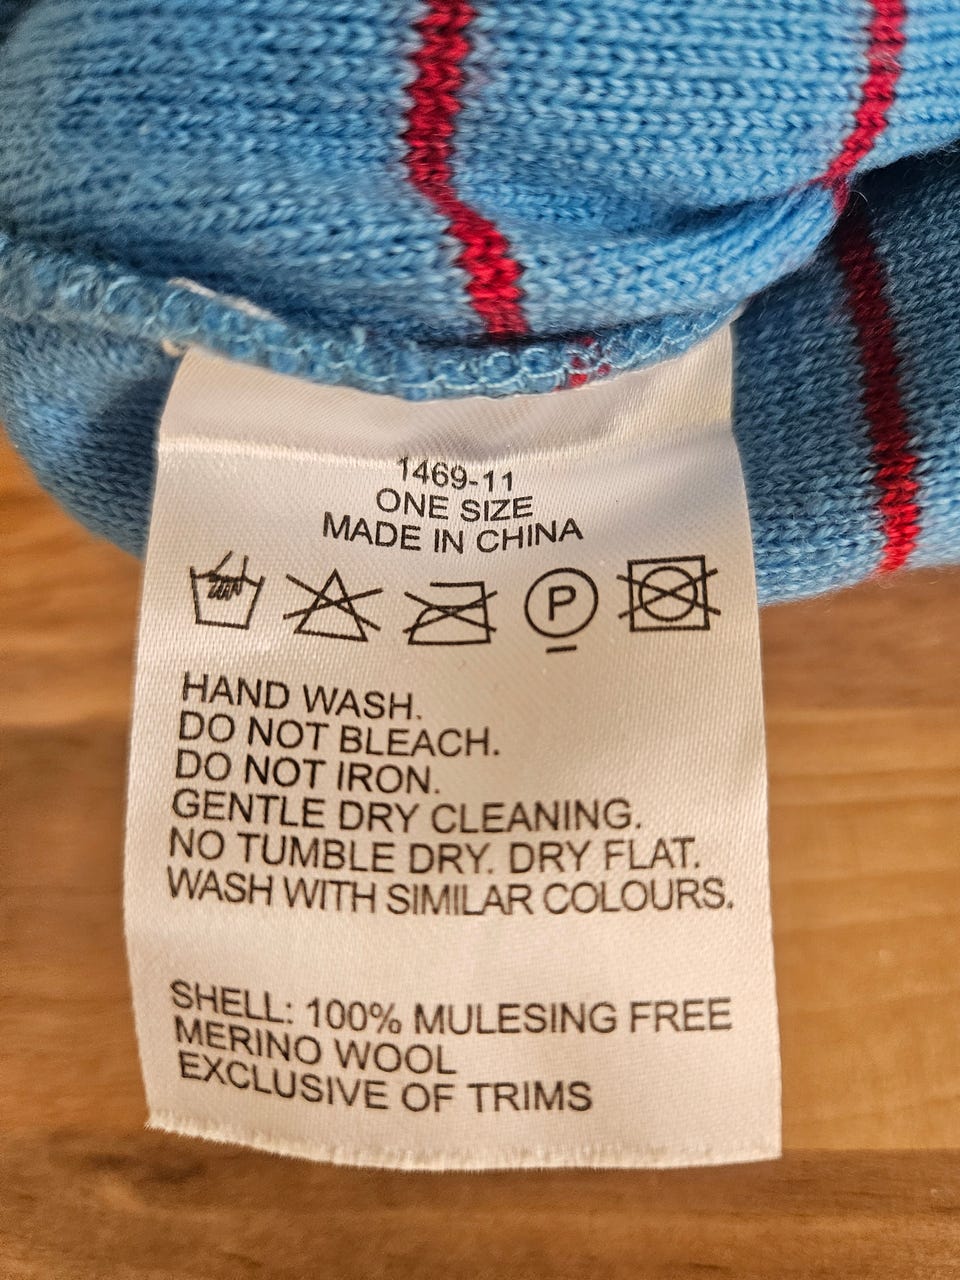 1469-11
ONE SIZE
MADE IN CHINA
P
HAND WASH.
DO NOT BLEACH.
DO NOT IRON.
GENTLE DRY CLEANING.
NO TUMBLE DRY. DRY FLAT.
WASH WITH SIMILAR COLOURS.
SHELL: 100% MULESING FREE
MERINO WOOL
EXCLUSIVE OF TRIMS